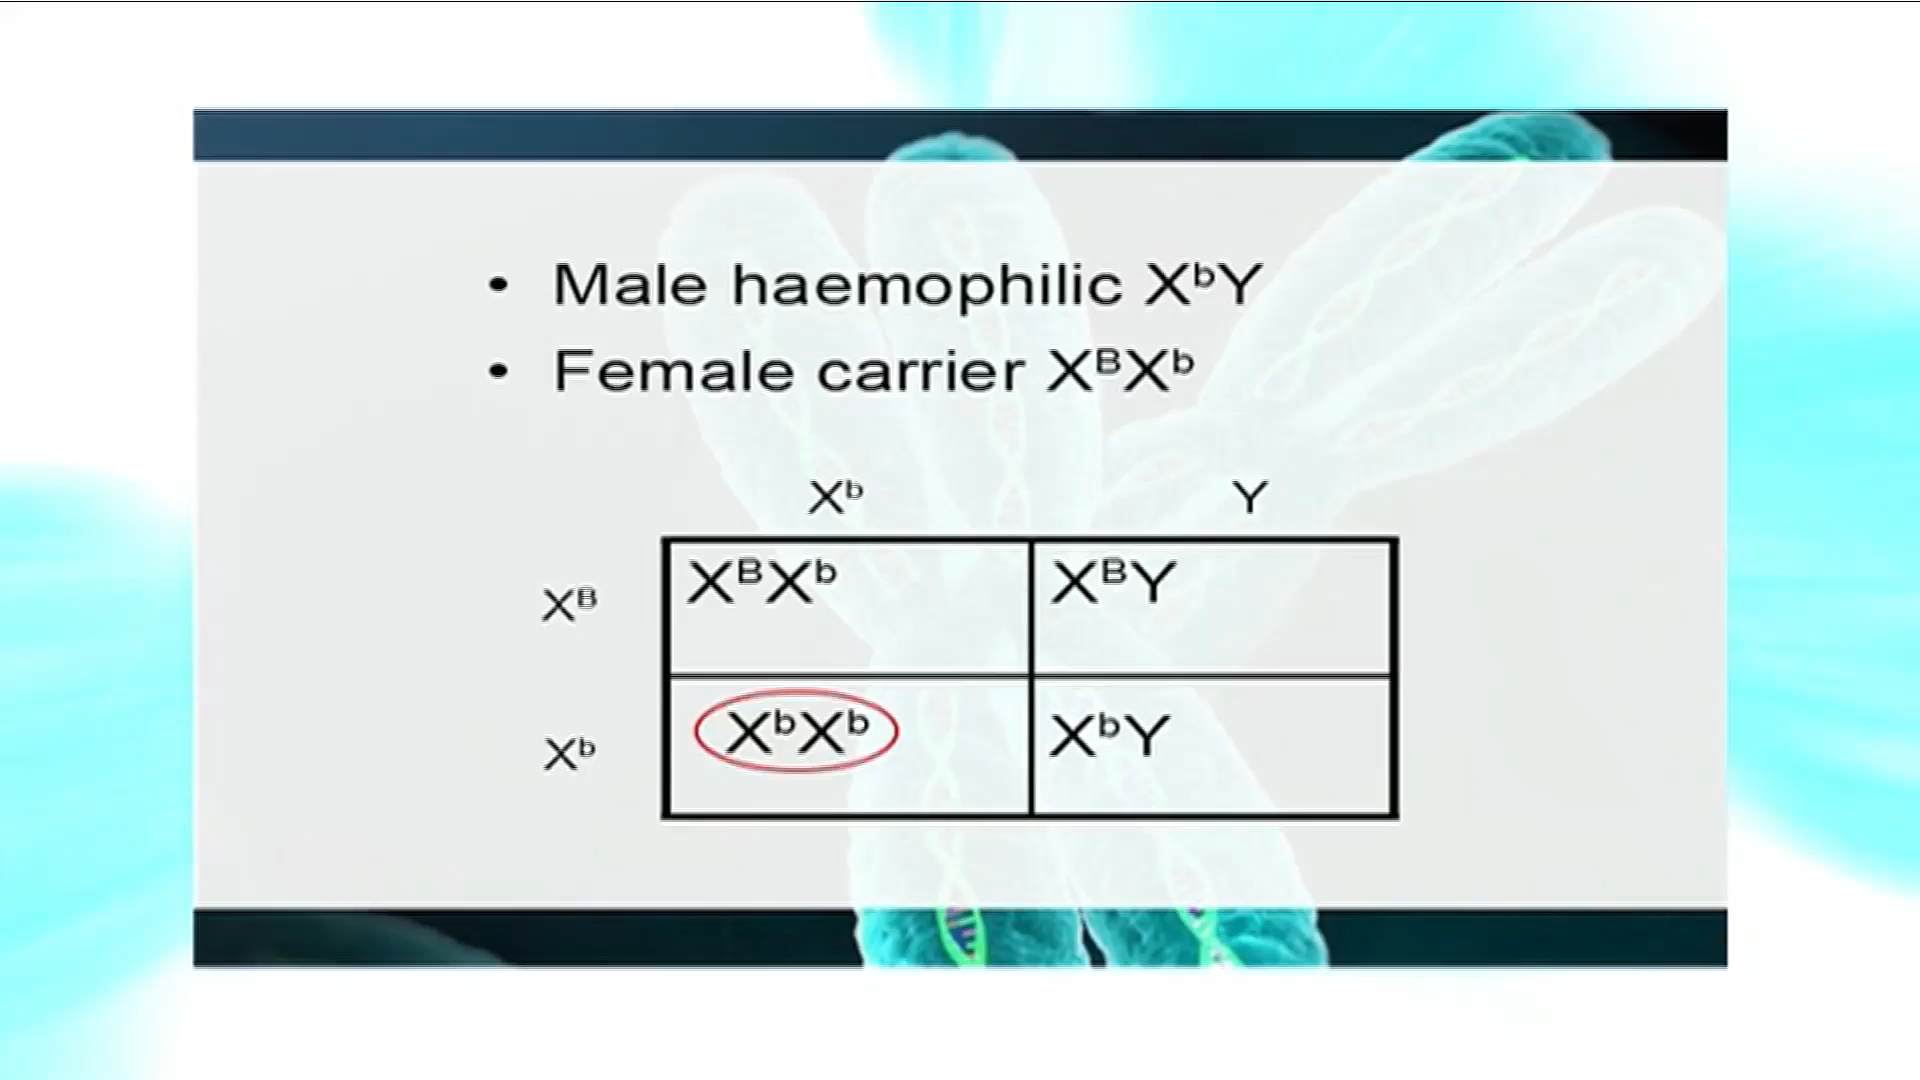 • Male haemophilic XᵇY
• Female carrier XᴮXᵇ
Xᵇ Y
Xᴮ XᴮXᵇ XᴮY
Xᵇ XᵇXᵇ XᵇY